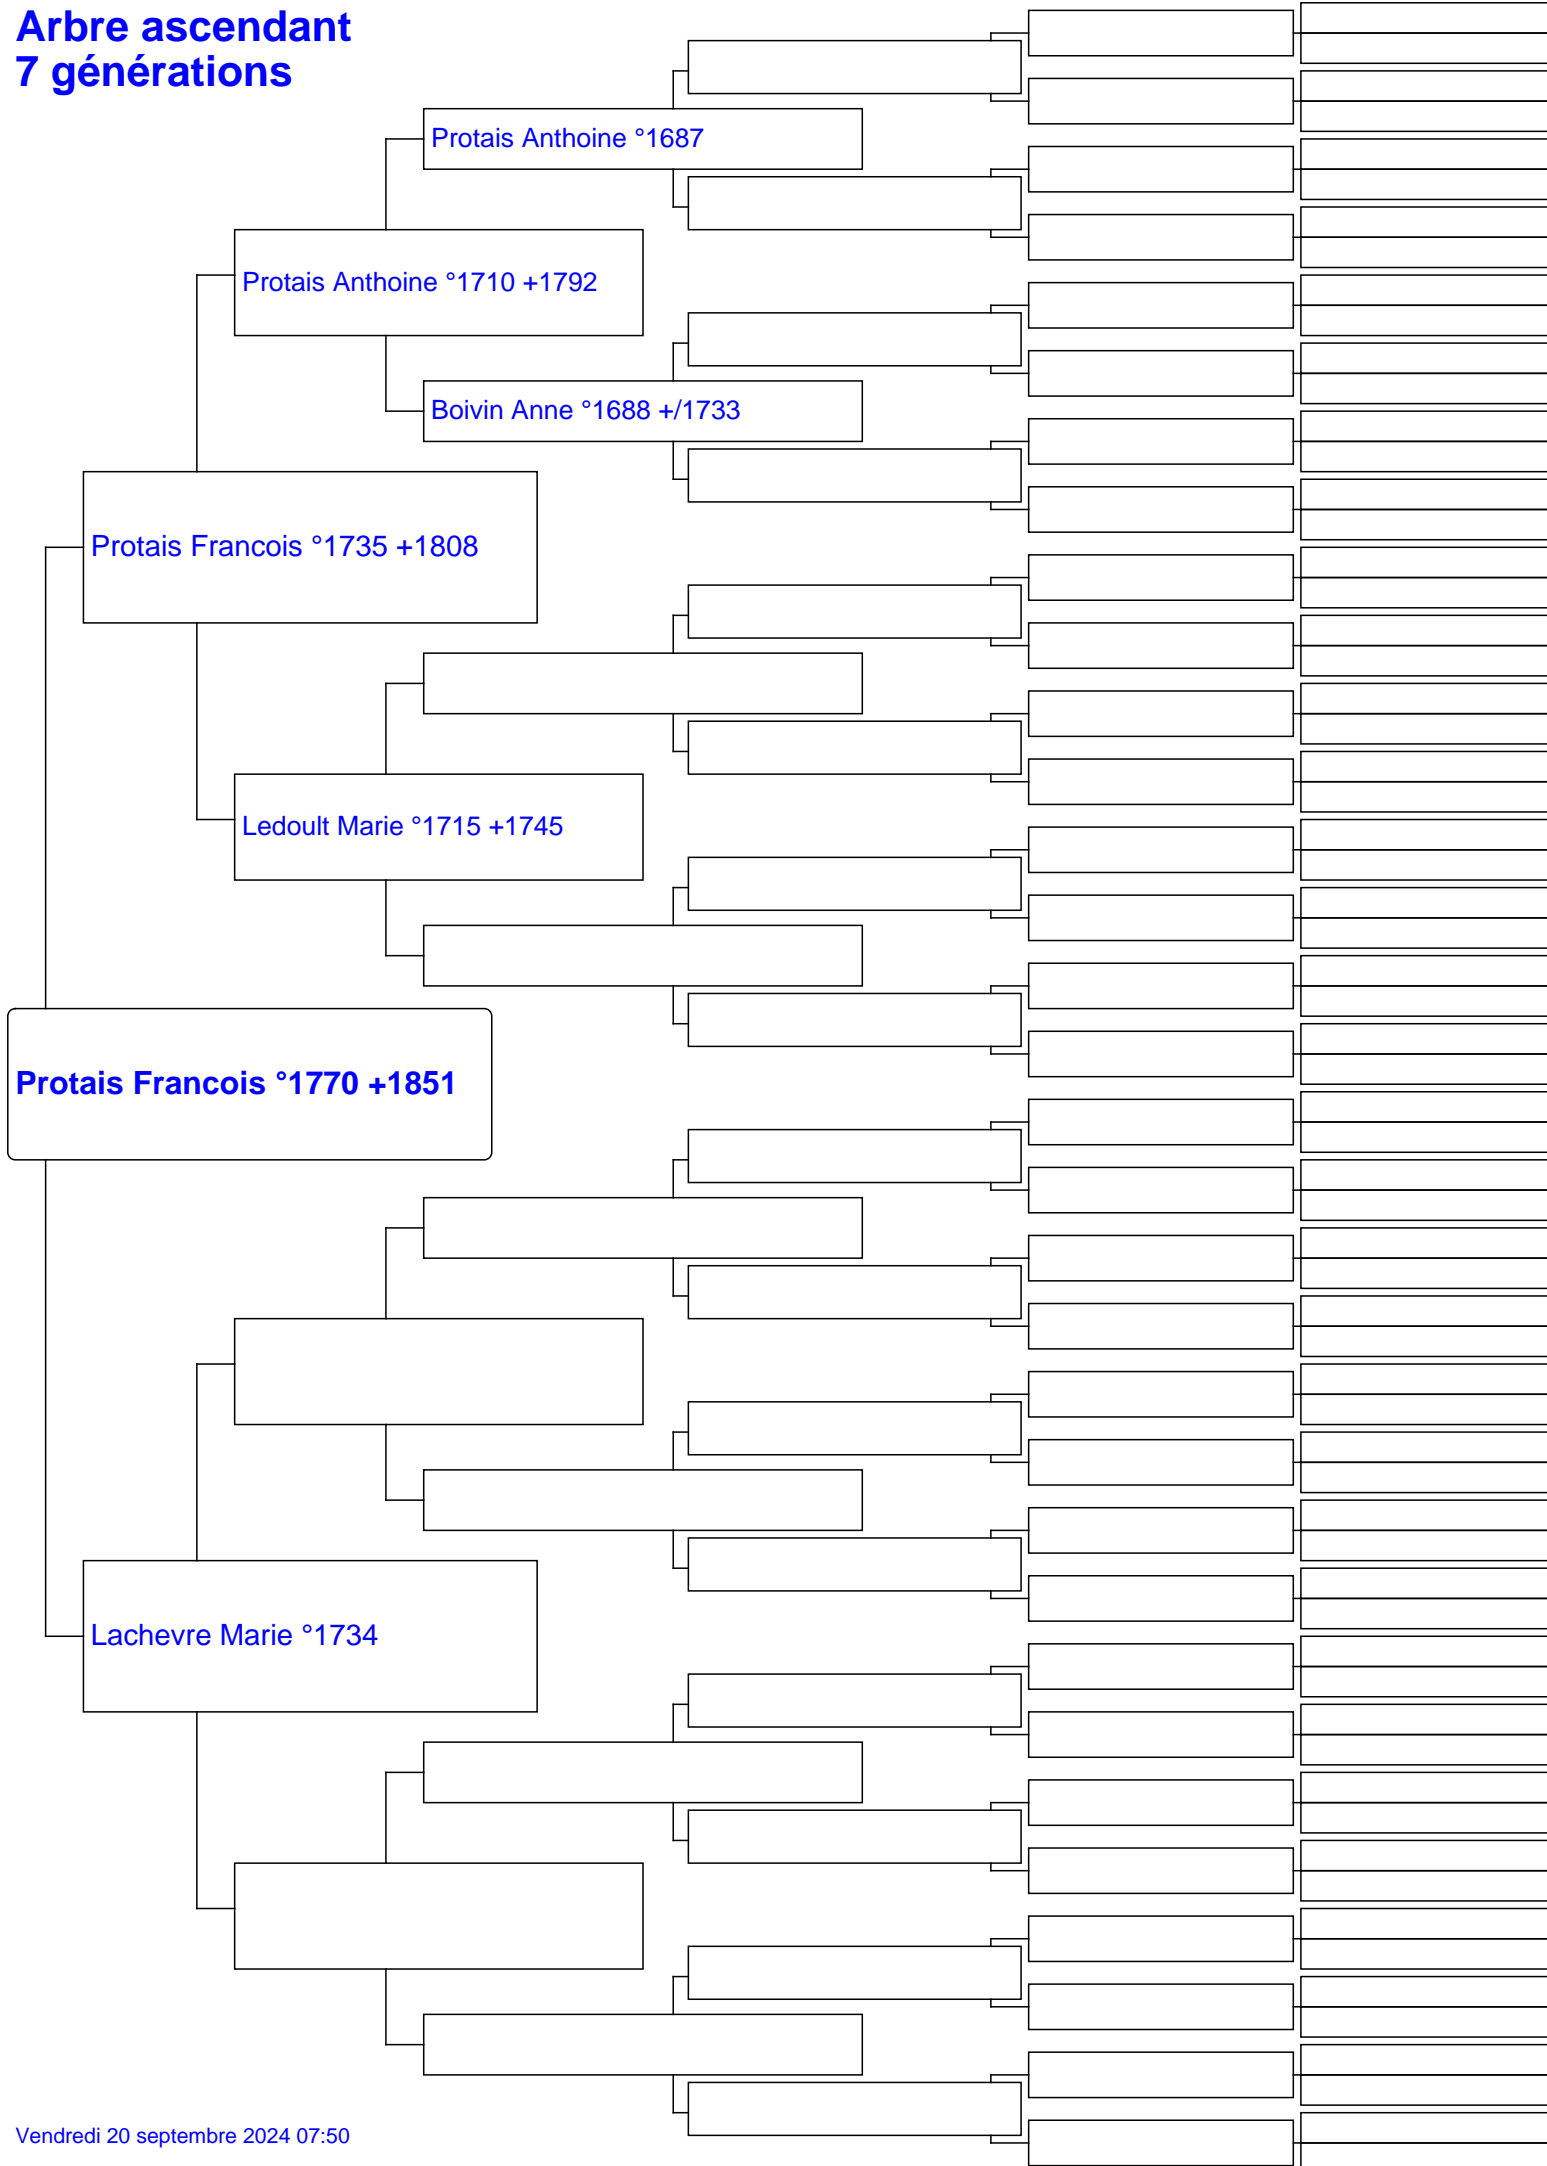 Arbre ascendant
7 générations
Protais Anthoine °1687
Protais Anthoine °1710 +1792
Boivin Anne °1688 +/1733
Protais Francois °1735 +1808
Ledoult Marie °1715 +1745
Protais Francois °1770 +1851
Lachevre Marie °1734
Vendredi 20 septembre 2024 07:50